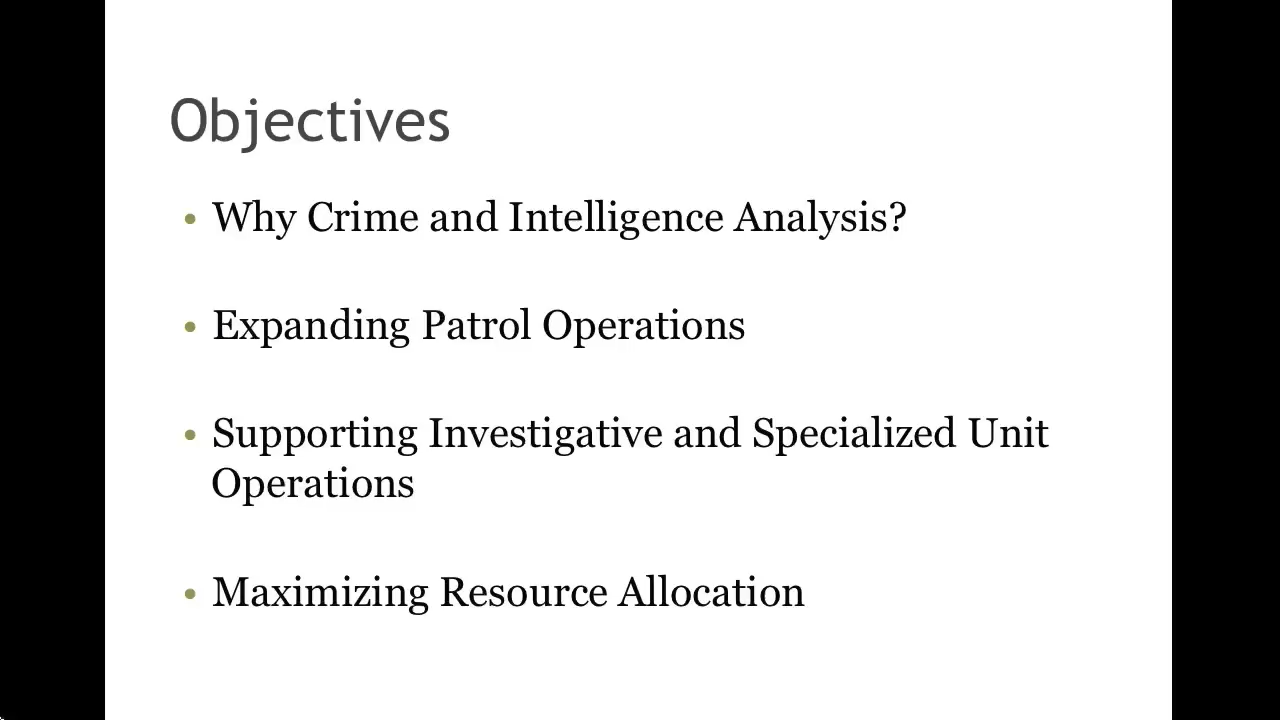 Objectives
• Why Crime and Intelligence Analysis?
• Expanding Patrol Operations
• Supporting Investigative and Specialized Unit
Operations
• Maximizing Resource Allocation